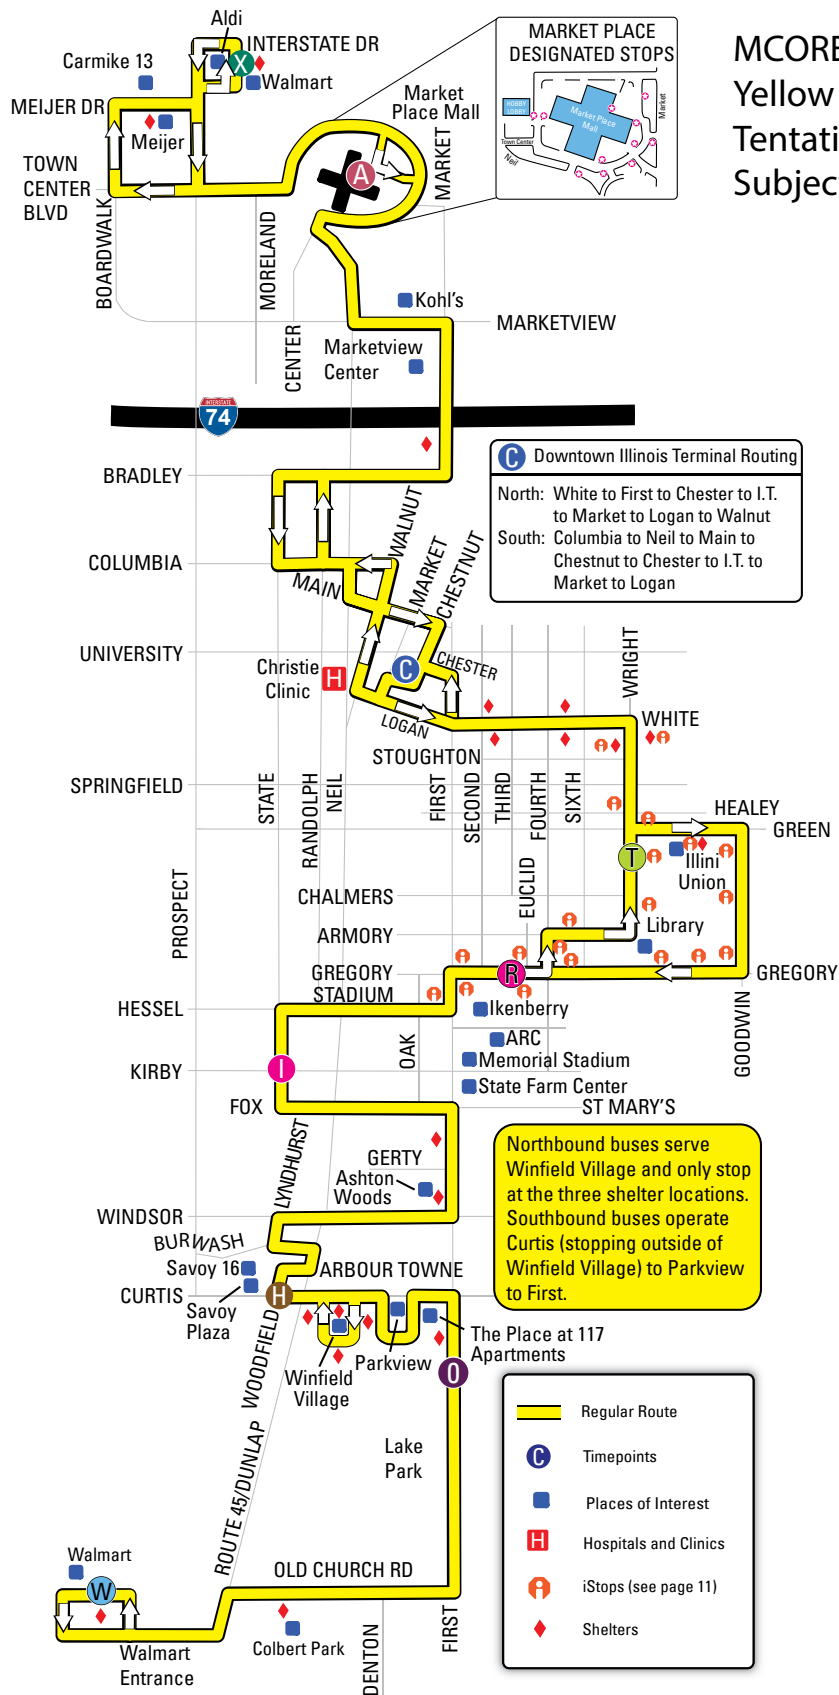 MCORE
Yellow
Tentati
Subjec
Aldi
INTERSTATE DR
Carmike 13
X
Walmart
MEIJER DR
Meijer
TOWN
CENTER
BLVD
BOARDWALK
MORELAND
CENTER
Market
Place Mall
MARKET
A
MARKET PLACE
DESIGNATED STOPS
HOBBY
LOBBY
Market Place
Mall
Market
Town Center
Neil
Kohl's
MARKETVIEW
Marketview
Center
INTERSTATE
74
BRADLEY
C Downtown Illinois Terminal Routing
North: White to First to Chester to I.T.
to Market to Logan to Walnut
South: Columbia to Neil to Main to
Chestnut to Chester to I.T. to
Market to Logan
COLUMBIA
MAIN
WALNUT
MARKET
CHESTNUT
UNIVERSITY
Christie
Clinic
H
C
CHESTER
LOGAN
WRIGHT
WHITE
STOUGHTON
SPRINGFIELD
STATE
RANDOLPH
NEIL
FIRST
SECOND
THIRD
FOURTH
SIXTH
HEALEY
GREEN
T
Illini
Union
PROSPECT
CHALMERS
EUCLID
ARMORY
Library
GREGORY
STADIUM
R
GREGORY
GOODWIN
HESSEL
Ikenberry
OAK
ARC
Memorial Stadium
State Farm Center
KIRBY
I
FOX
ST MARY'S
LYNDHURST
GERTY
Ashton
Woods
WINDSOR
BURWASH
Northbound buses serve
Winfield Village and only stop
at the three shelter locations.
Southbound buses operate
Curtis (stopping outside of
Winfield Village) to Parkview
to First.
Savoy 16
ARBOUR TOWNE
CURTIS
H
Savoy
Plaza
WOODFIELD
Winfield
Village
Parkview
The Place at 117
Apartments
O
Lake
Park
ROUTE 45/DUNLAP
Regular Route
C Timepoints
Places of Interest
H Hospitals and Clinics
iStops (see page 11)
Shelters
Walmart
W
OLD CHURCH RD
Walmart
Entrance
Colbert Park
DENTON
FIRST